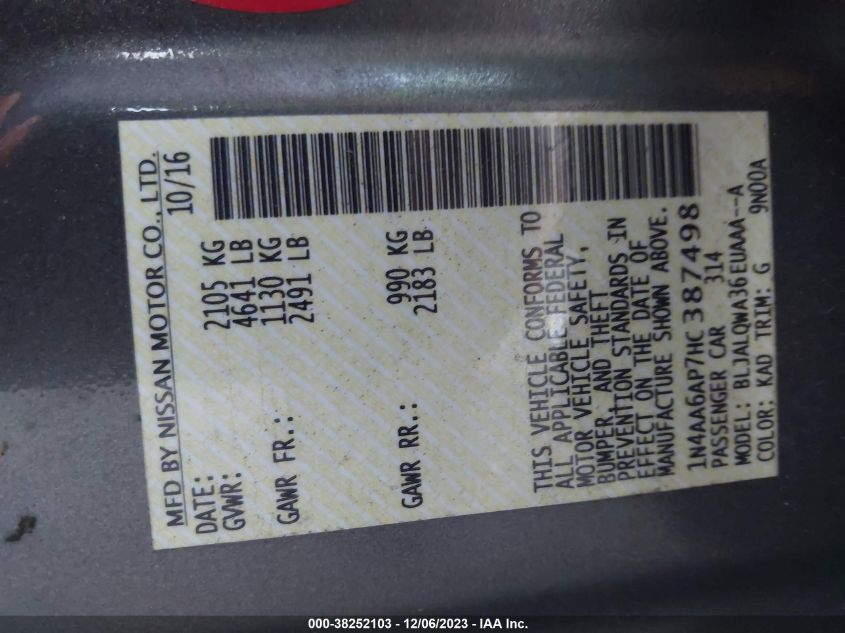 MFD BY NISSAN MOTOR CO., LTD.
DATE: 10/16
GVWR: 2105 KG
4641 LB
GAWR FR.: 1130 KG
2491 LB
GAWR RR.: 990 KG
2183 LB
THIS VEHICLE CONFORMS TO
ALL APPLICABLE FEDERAL
MOTOR VEHICLE SAFETY,
BUMPER, AND THEFT
PREVENTION STANDARDS IN
EFFECT ON THE DATE OF
MANUFACTURE SHOWN ABOVE.
1N4AA6AP7HC387498
PASSENGER CAR 314
MODEL: BLJALQWA36EUAAA--A
COLOR: KAD TRIM: G 9N00A
000-38252103 - 12/06/2023 - IAA Inc.